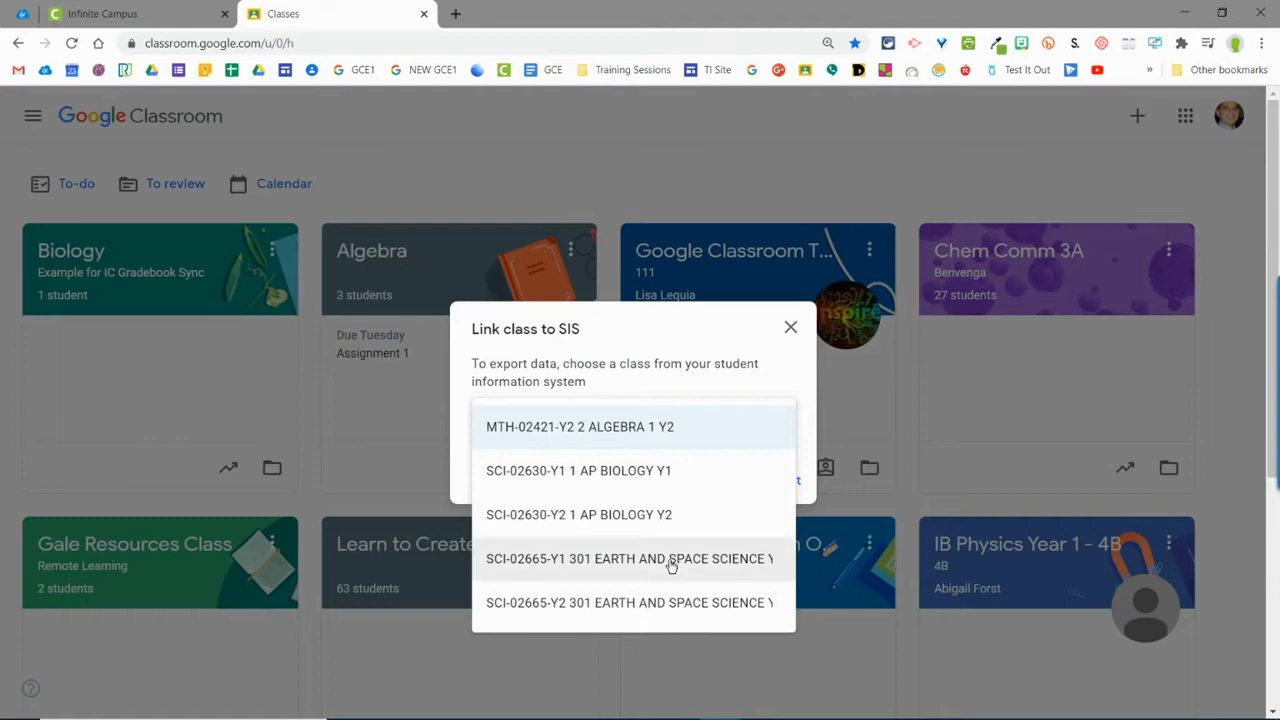 Infinite Campus
Classes
classroom.google.com/u/0/h
GCE1
NEW GCE1
GCE
Training Sessions
TI Site
Test It Out
Other bookmarks
Google Classroom
To-do
To review
Calendar
Biology
Example for IC Gradebook Sync
1 student
Algebra
3 students
Due Tuesday
Assignment 1
Google Classroom T...
111
Lisa Lequia
Inspire
Chem Comm 3A
Benvenga
27 students
Link class to SIS
To export data, choose a class from your student
information system
MTH-02421-Y2 2 ALGEBRA 1 Y2
SCI-02630-Y1 1 AP BIOLOGY Y1
SCI-02630-Y2 1 AP BIOLOGY Y2
SCI-02665-Y1 301 EARTH AND SPACE SCIENCE Y
SCI-02665-Y2 301 EARTH AND SPACE SCIENCE Y
Gale Resources Class
Remote Learning
2 students
Learn to Create
63 students
IB Physics Year 1 - 4B
4B
Abigail Forst